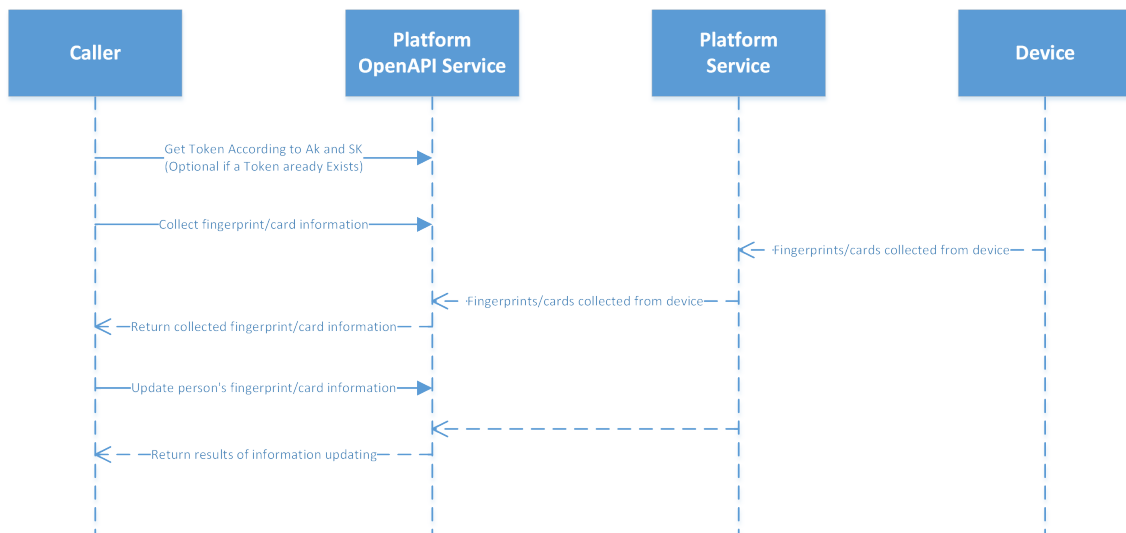 Caller
Platform
OpenAPI Service
Platform
Service
Device
Get Token According to Ak and SK
(Optional if a Token aready Exists)
Collect fingerprint/card information
Fingerprints/cards collected from device
Fingerprints/cards collected from device
Return collected fingerprint/card information
Update person's fingerprint/card information
Return results of information updating